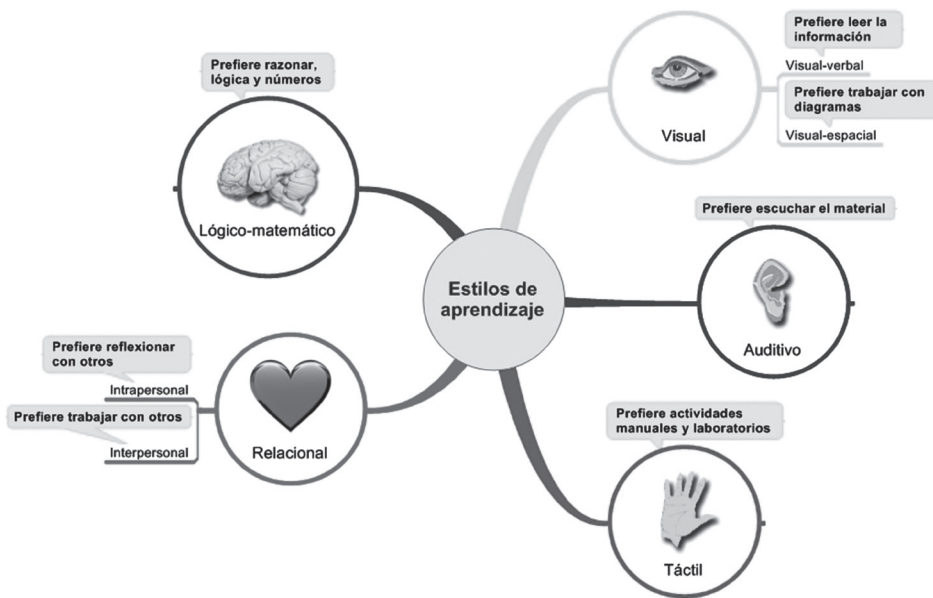 Prefiere razonar,
lógica y números
Lógico-matemático
Prefiere leer la
información
Visual-verbal
Prefiere trabajar con
diagramas
Visual-espacial
Visual
Prefiere escuchar el material
Auditivo
Estilos de
aprendizaje
Prefiere reflexionar
con otros
Intrapersonal
Prefiere trabajar con otros
Interpersonal
Relacional
Prefiere actividades
manuales y laboratorios
Táctil